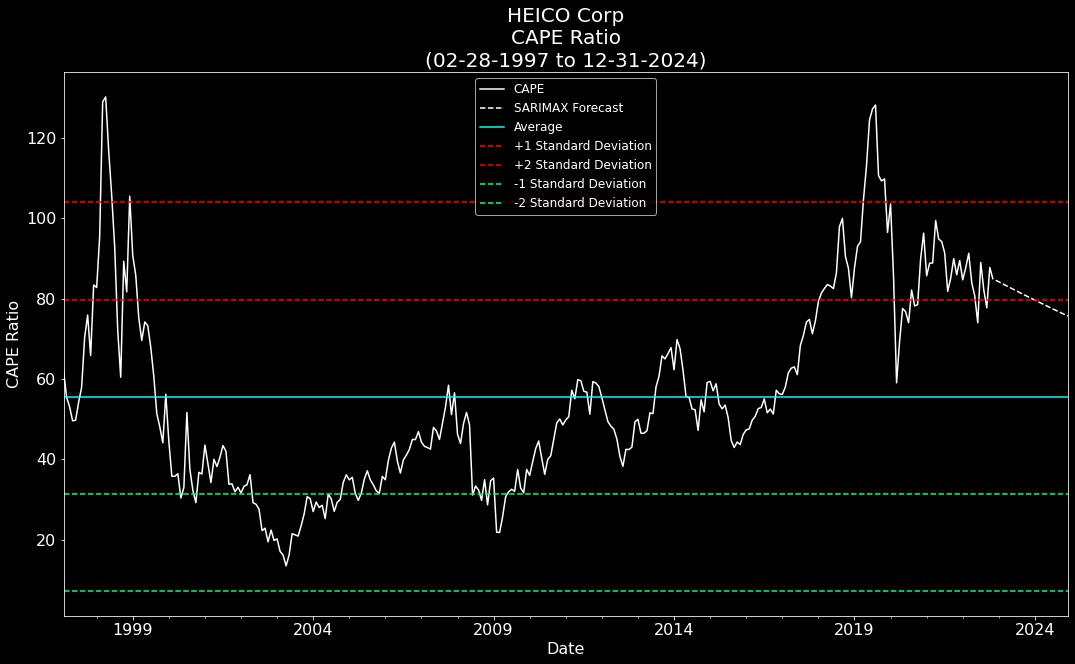 HEICO Corp
CAPE Ratio
(02-28-1997 to 12-31-2024)
CAPE
SARIMAX Forecast
Average
+1 Standard Deviation
+2 Standard Deviation
-1 Standard Deviation
-2 Standard Deviation
CAPE Ratio
120
100
80
60
40
20
1999 2004 2009 2014 2019 2024
Date